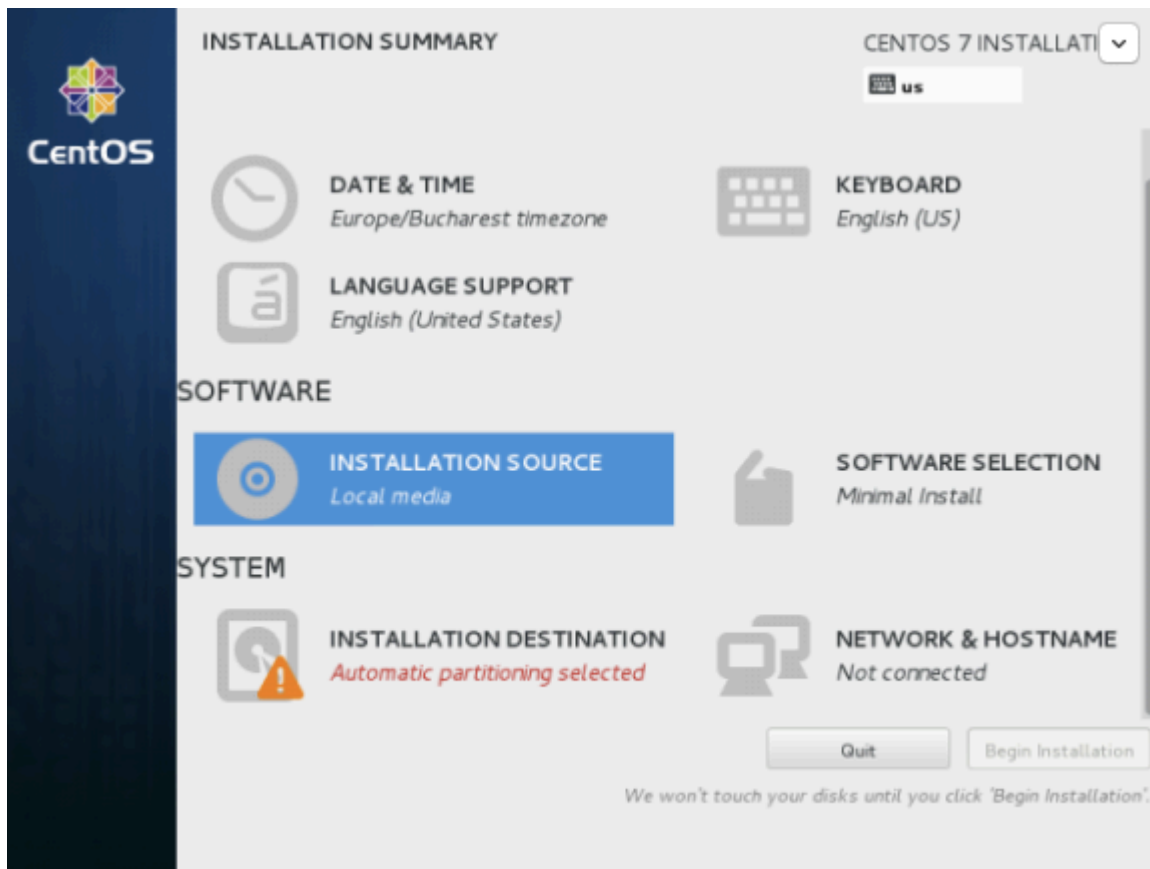 INSTALLATION SUMMARY
CENTOS 7 INSTALLATI
us
CentOS
DATE & TIME
Europe/Bucharest timezone
KEYBOARD
English (US)
á
LANGUAGE SUPPORT
English (United States)
SOFTWARE
INSTALLATION SOURCE
Local media
SOFTWARE SELECTION
Minimal Install
SYSTEM
INSTALLATION DESTINATION
Automatic partitioning selected
NETWORK & HOSTNAME
Not connected
Quit
Begin Installation
We won't touch your disks until you click 'Begin Installation'.